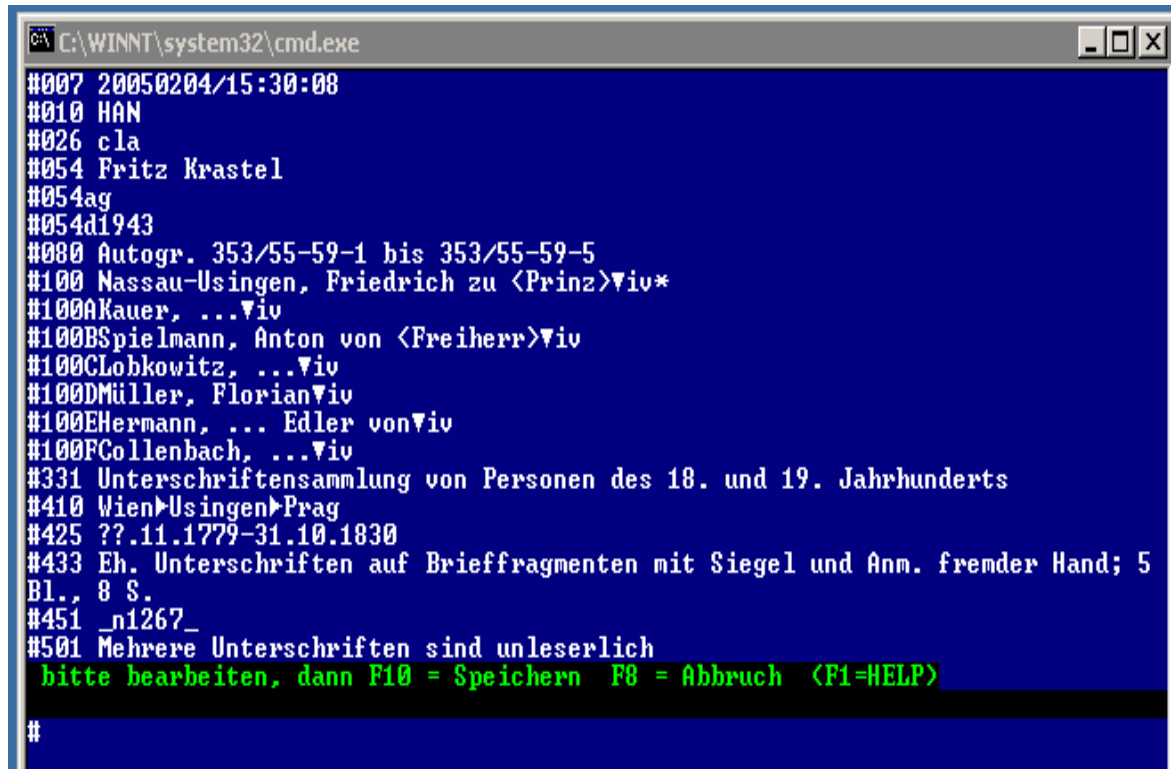 C:\WINNT\system32\cmd.exe
#007 20050204/15:30:08
#010 HAN
#026 cla
#054 Fritz Krastel
#054ag
#054d1943
#080 Autogr. 353/55-59-1 bis 353/55-59-5
#100 Nassau-Usingen, Friedrich zu <Prinz>▼iv*
#100AKauer, ...▼iv
#100BSpielmann, Anton von <Freiherr>▼iv
#100CLobkowitz, ...▼iv
#100DMüller, Florian▼iv
#100EHermann, ... Edler von▼iv
#100FCollenbach, ...▼iv
#331 Unterschriftensammlung von Personen des 18. und 19. Jahrhunderts
#410 Wien►Usingen►Prag
#425 ??.11.1779-31.10.1830
#433 Eh. Unterschriften auf Brieffragmenten mit Siegel und Anm. fremder Hand; 5
Bl., 8 S.
#451 _n1267_
#501 Mehrere Unterschriften sind unleserlich
bitte bearbeiten, dann F10 = Speichern F8 = Abbruch (F1=HELP)
#